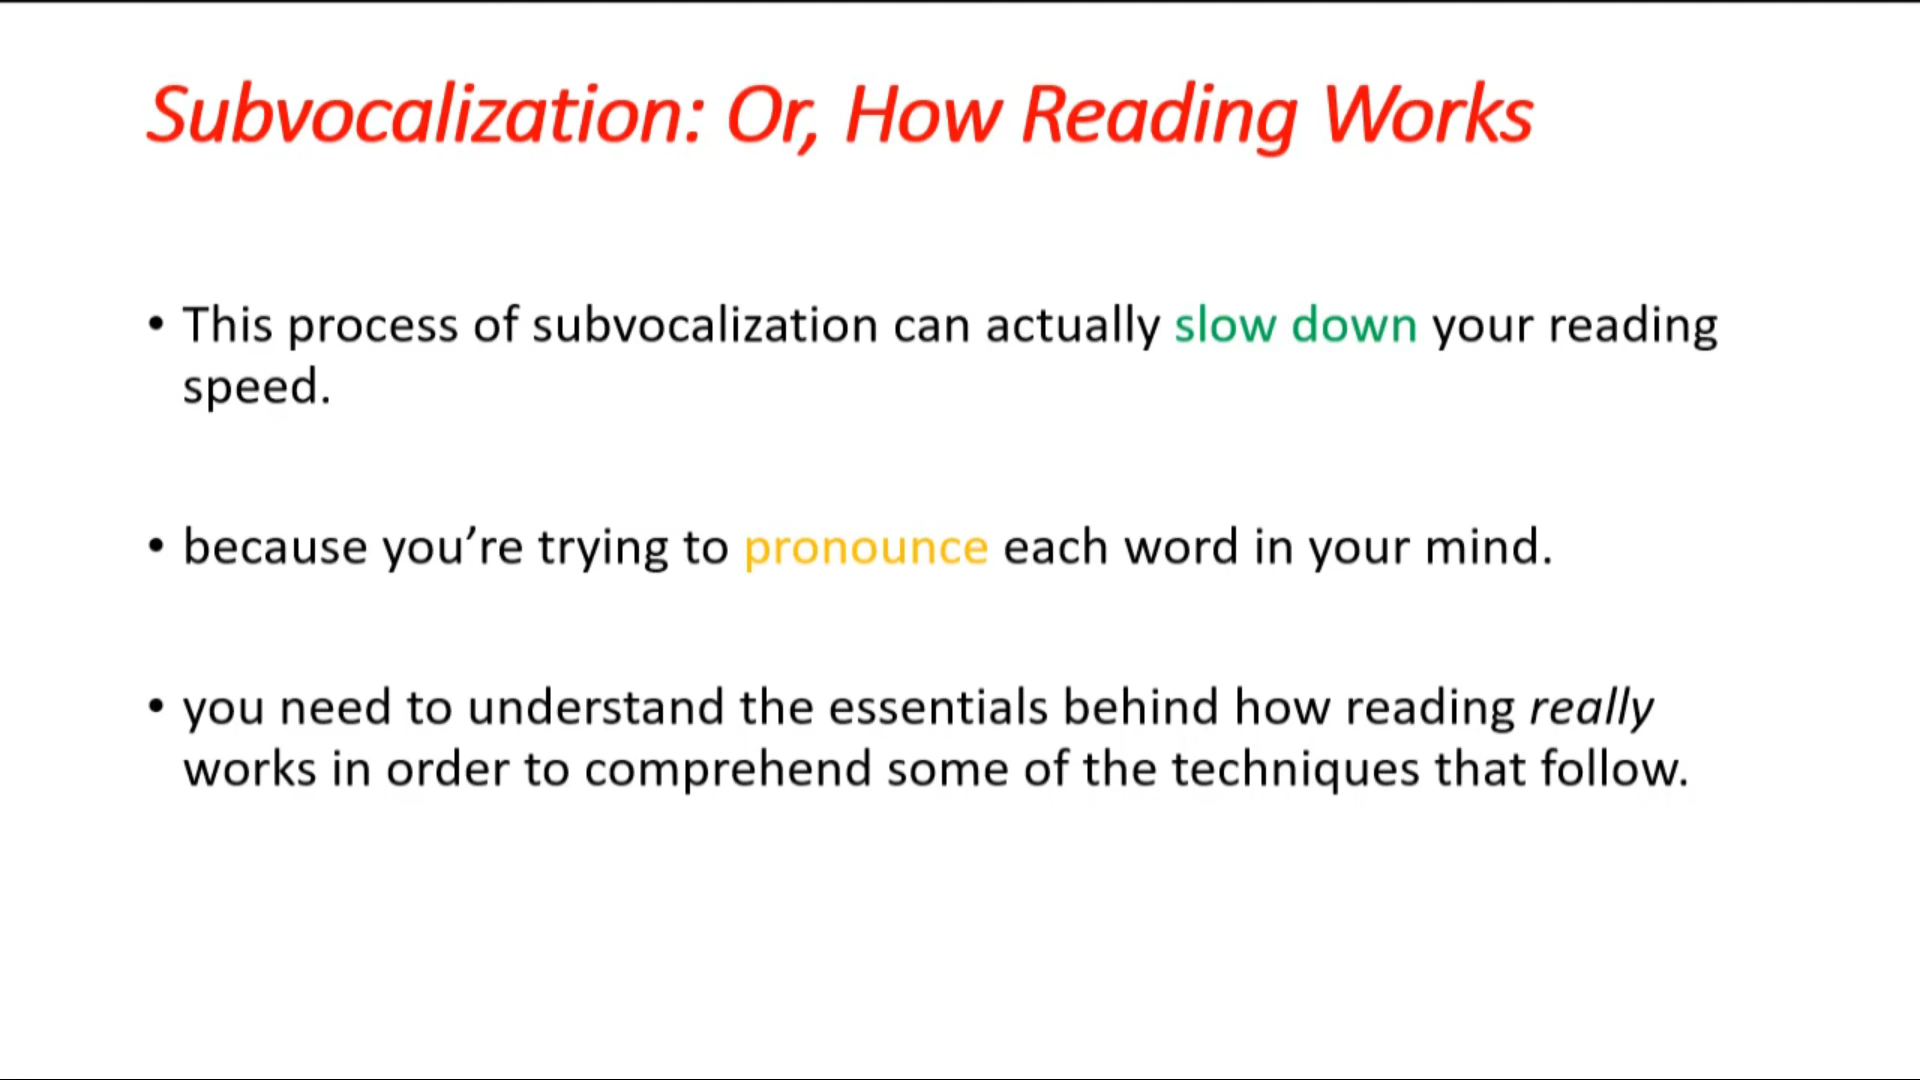 Subvocalization: Or, How Reading Works
• This process of subvocalization can actually slow down your reading
speed.
• because you’re trying to pronounce each word in your mind.
• you need to understand the essentials behind how reading really
works in order to comprehend some of the techniques that follow.